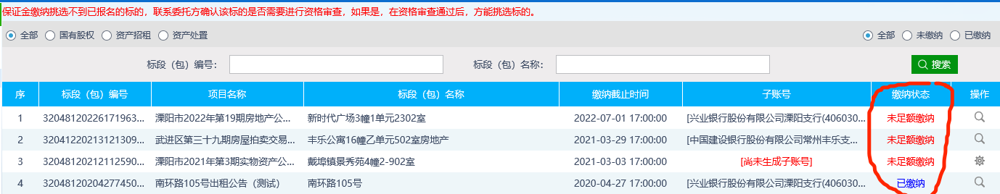 保证金缴纳挑选不到已报名的标的，联系委托方确认该标的是否需要进行资格审查，如果是，在资格审查通过后，方能挑选标的。
全部 国有股权 资产招租 资产处置 全部 未缴纳 已缴纳
标段（包）编号： 标段（包）名称： 搜索
序 标段（包）编号 项目名称 标段（包）名称 缴纳截止时间 子账号 缴纳状态 操作
1 32048120226171963... 溧阳市2022年第19期房地产公... 新时代广场3幢1单元2302室 2022-07-01 17:00:00 [兴业银行股份有限公司溧阳支行(406030... 未足额缴纳
2 32041220213121309... 武进区第三十九期房屋拍卖交易... 丰乐公寓16幢乙单元502室房地产 2021-03-29 17:00:00 [中国建设银行股份有限公司常州丰乐支... 未足额缴纳
3 32048120212112590... 溧阳市2021年第3期实物资产公... 戴埠镇景秀苑4幢2-902室 2021-03-03 17:00:00 [尚未生成子账号] 未足额缴纳
4 32048120204277450... 南环路105号出租公告（测试） 南环路105号 2020-04-27 17:00:00 [兴业银行股份有限公司溧阳支行(406030... 已缴纳